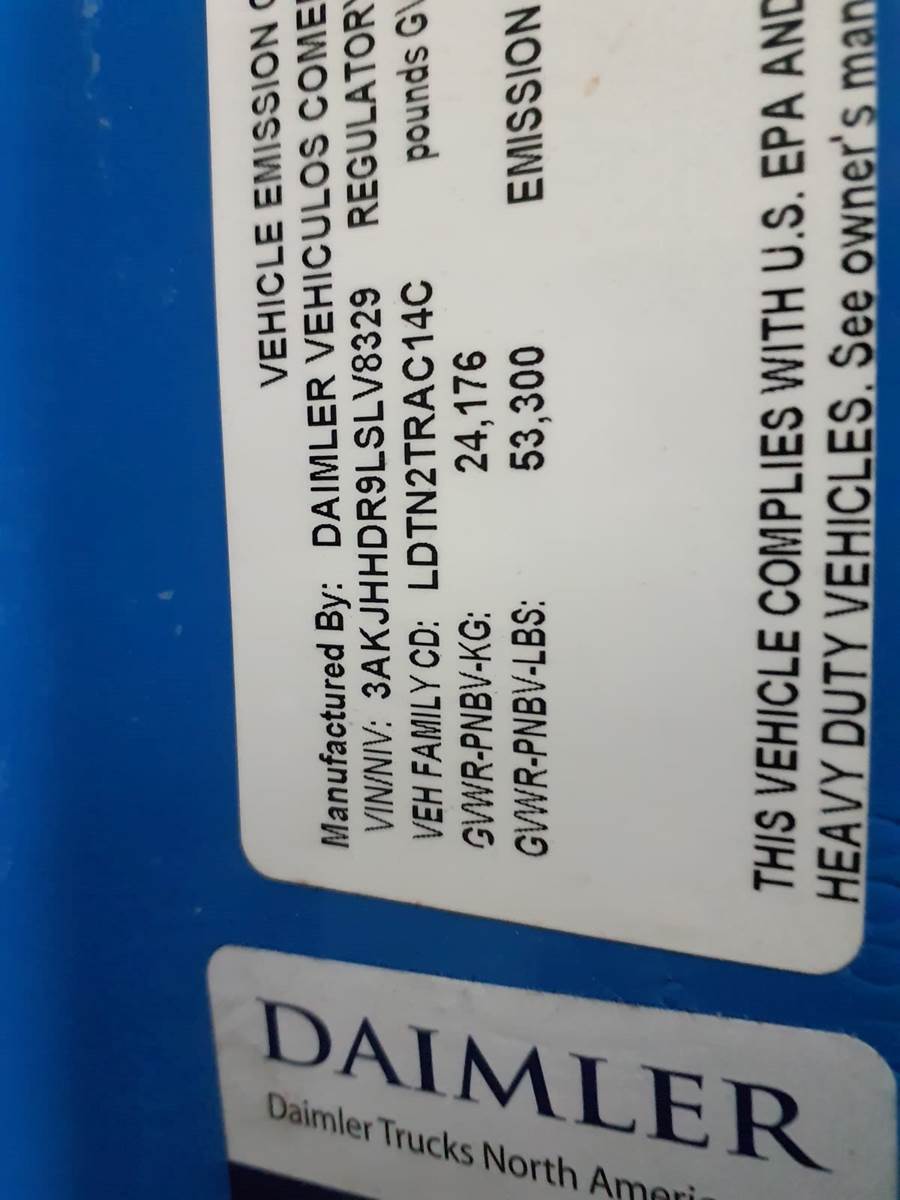 VEHICLE EMISSION
Manufactured By: DAIMLER VEHICULOS COMER
VIN/NIV: 3AKJHHDR9LSLV8329 REGULATORY
VEH FAMILY CD: LDTN2TRAC14C pounds GV
GVWR-PNBV-KG: 24,176
GVWR-PNBV-LBS: 53,300 EMISSION
THIS VEHICLE COMPLIES WITH U.S. EPA AND
HEAVY DUTY VEHICLES. See owner's man
DAIMLER
Daimler Trucks North Ameri